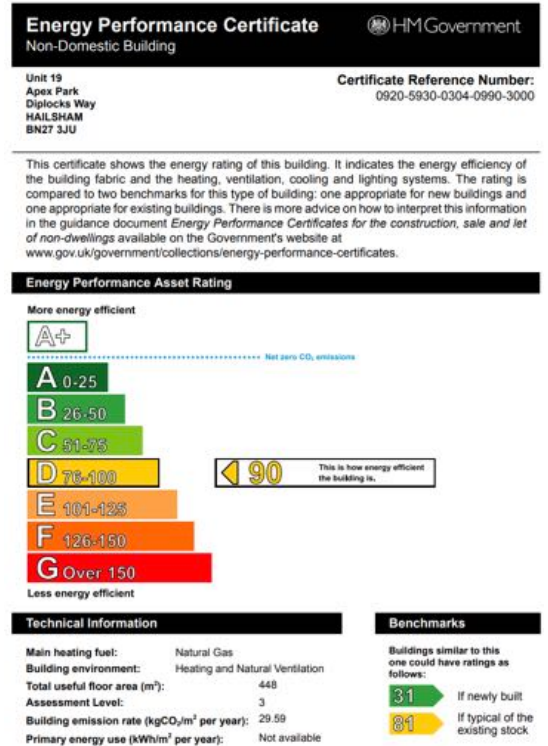 Energy Performance Certificate
HM Government
Non-Domestic Building
Unit 19
Apex Park
Diplocks Way
HAILSHAM
BN27 3JU
Certificate Reference Number:
0920-5930-0304-0990-3000
This certificate shows the energy rating of this building. It indicates the energy efficiency of
the building fabric and the heating, ventilation, cooling and lighting systems. The rating is
compared to two benchmarks for this type of building: one appropriate for new buildings and
one appropriate for existing buildings. There is more advice on how to interpret this information
in the guidance document Energy Performance Certificates for the construction, sale and let
of non-dwellings available on the Government's website at
www.gov.uk/government/collections/energy-performance-certificates.
Energy Performance Asset Rating
More energy efficient
A+
Net zero CO₂ emissions
A 0-25
B 26-50
C 51-75
D 76-100
90
This is how energy efficient
the building is.
E 101-125
F 126-150
G Over 150
Less energy efficient
Technical Information
Main heating fuel: Natural Gas
Building environment: Heating and Natural Ventilation
Total useful floor area (m²): 448
Assessment Level: 3
Building emission rate (kgCO₂/m² per year): 29.59
Primary energy use (kWh/m² per year): Not available
Benchmarks
Buildings similar to this
one could have ratings as
follows:
31 If newly built
81 If typical of the
existing stock